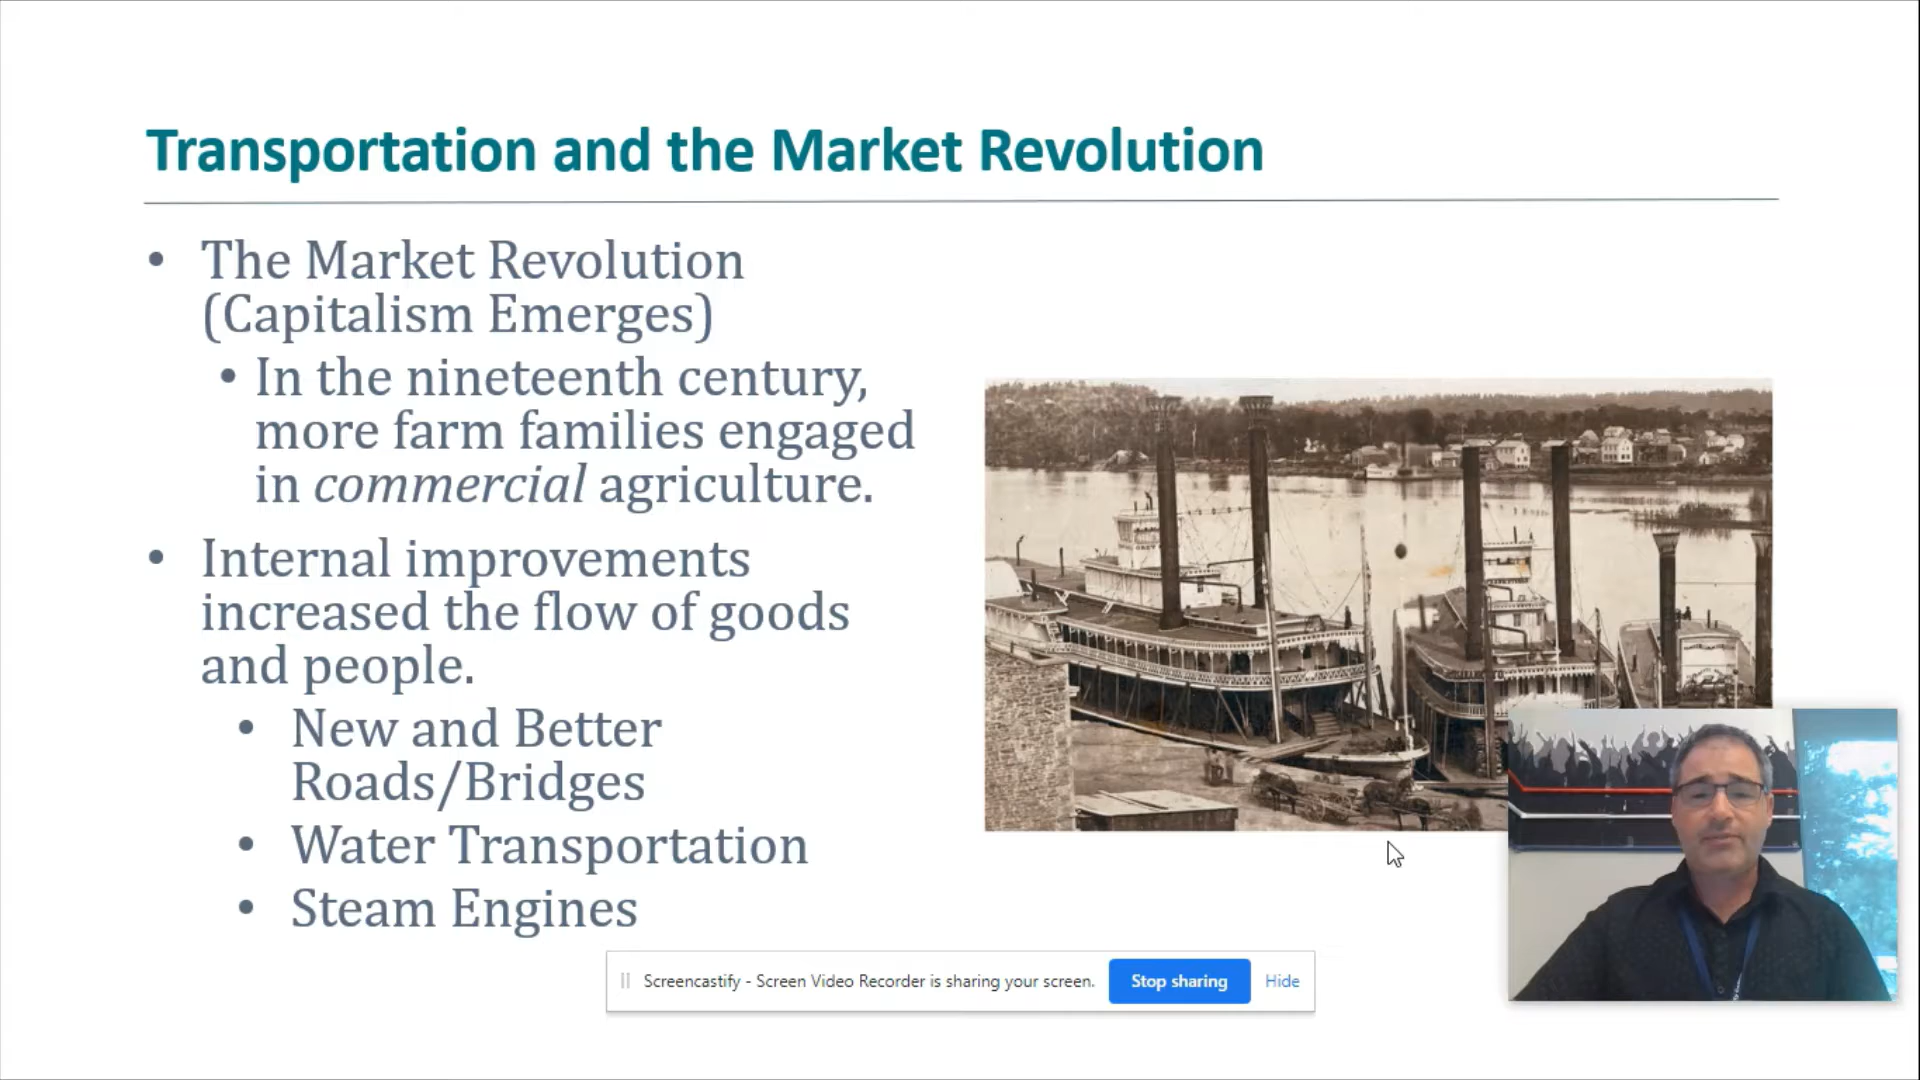 Transportation and the Market Revolution
• The Market Revolution
(Capitalism Emerges)
• In the nineteenth century,
more farm families engaged
in commercial agriculture.
• Internal improvements
increased the flow of goods
and people.
• New and Better
Roads/Bridges
• Water Transportation
• Steam Engines
Screencastify - Screen Video Recorder is sharing your screen. Stop sharing Hide